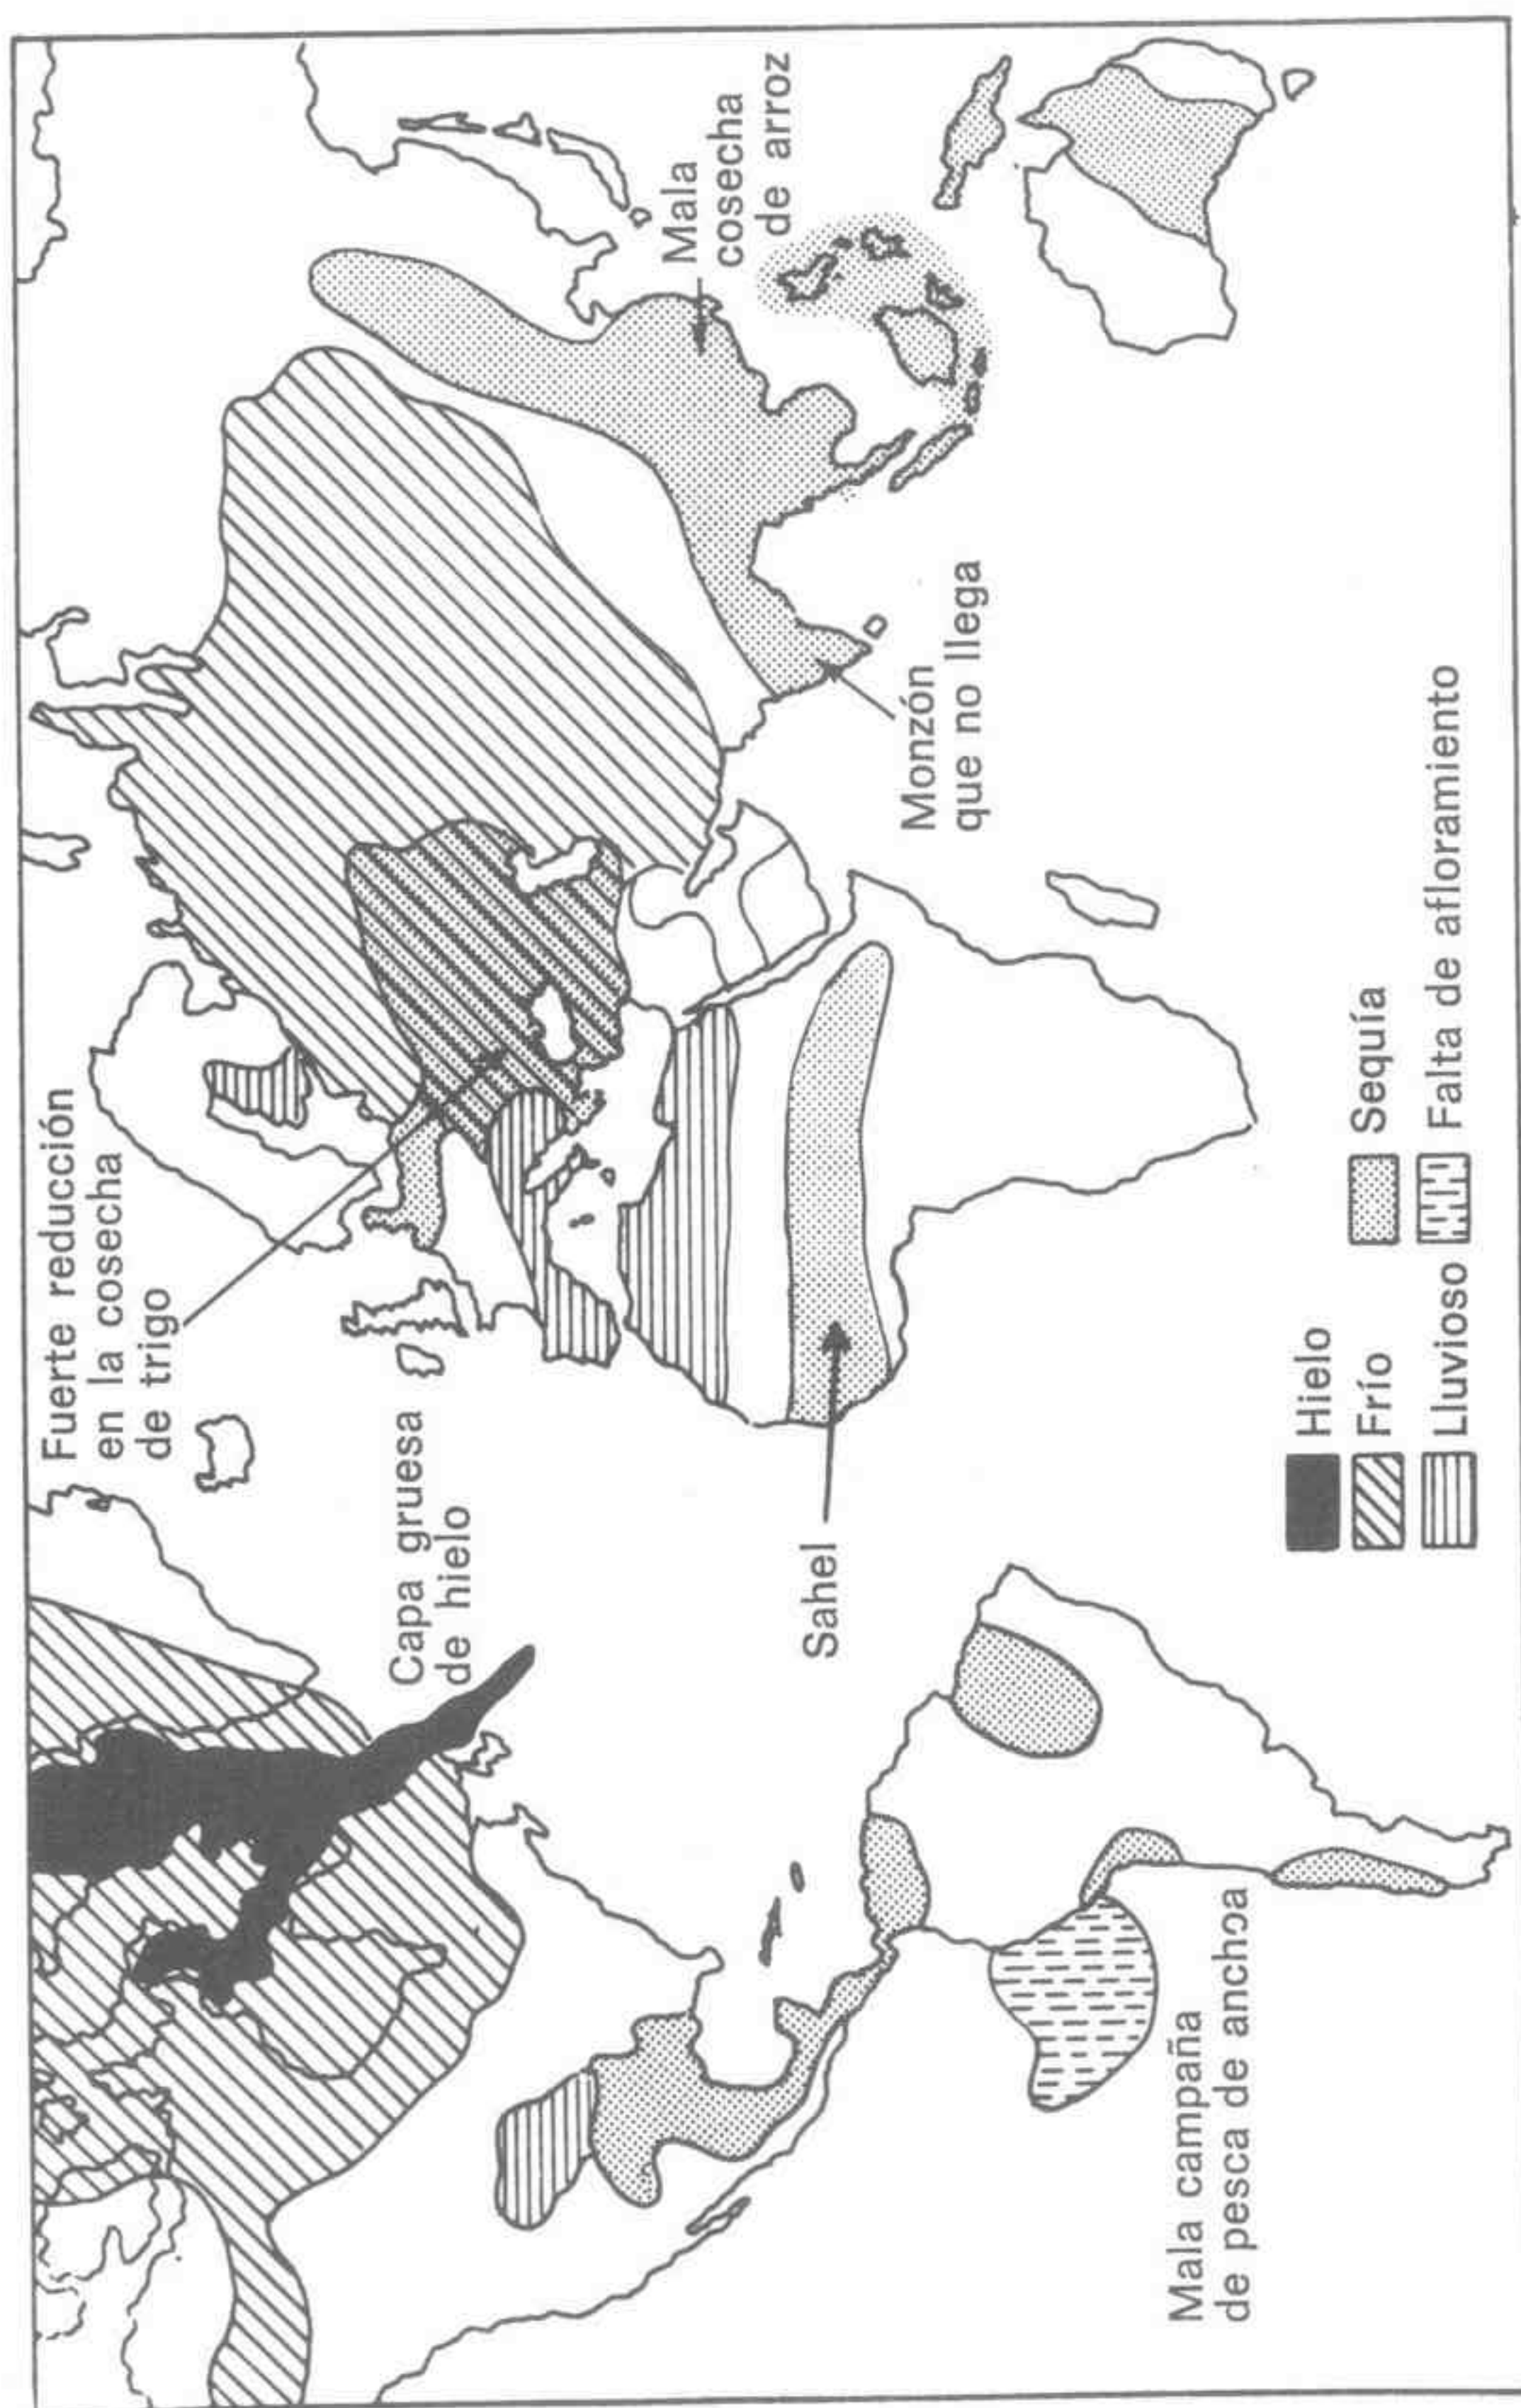 Fuerte reducción
en la cosecha
de trigo
Capa gruesa
de hielo
Mala
cosecha
de arroz
Monzón
que no llega
Sahel
Mala campaña
de pesca de anchoa
Hielo
Frío
Lluvioso
Sequía
Falta de afloramiento